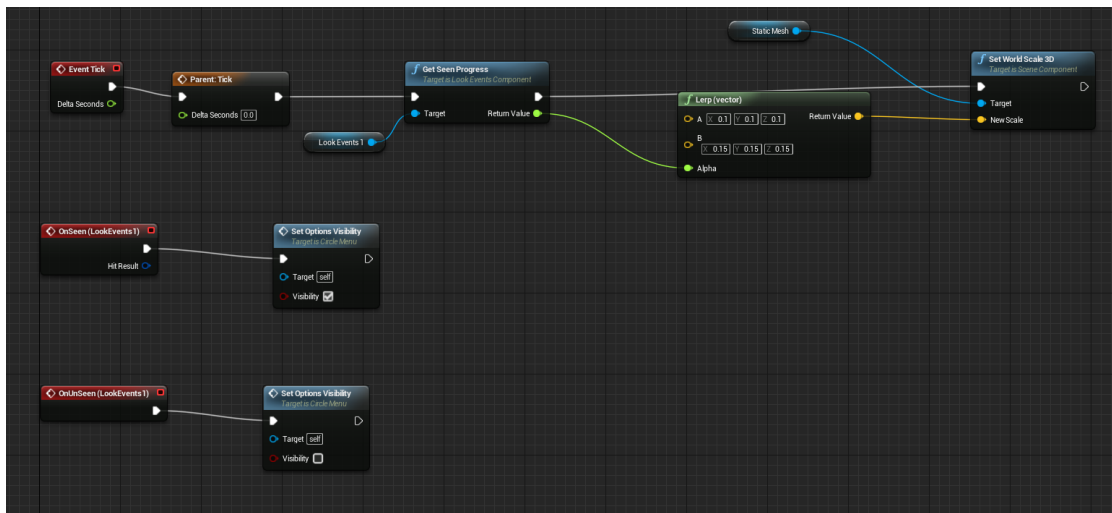 Static Mesh
Event Tick
Delta Seconds
Parent: Tick
Delta Seconds 0.0
Get Seen Progress
Target is Look Events Component
Target Return Value
Look Events 1
Lerp (vector)
A X 0.1 Y 0.1 Z 0.1 Return Value
B
X 0.15 Y 0.15 Z 0.15
Alpha
Set World Scale 3D
Target is Scene Component
Target
New Scale
OnSeen (LookEvents1)
Hit Result
Set Options Visibility
Target is Circle Menu
Target self
Visibility
OnUnSeen (LookEvents1)
Set Options Visibility
Target is Circle Menu
Target self
Visibility